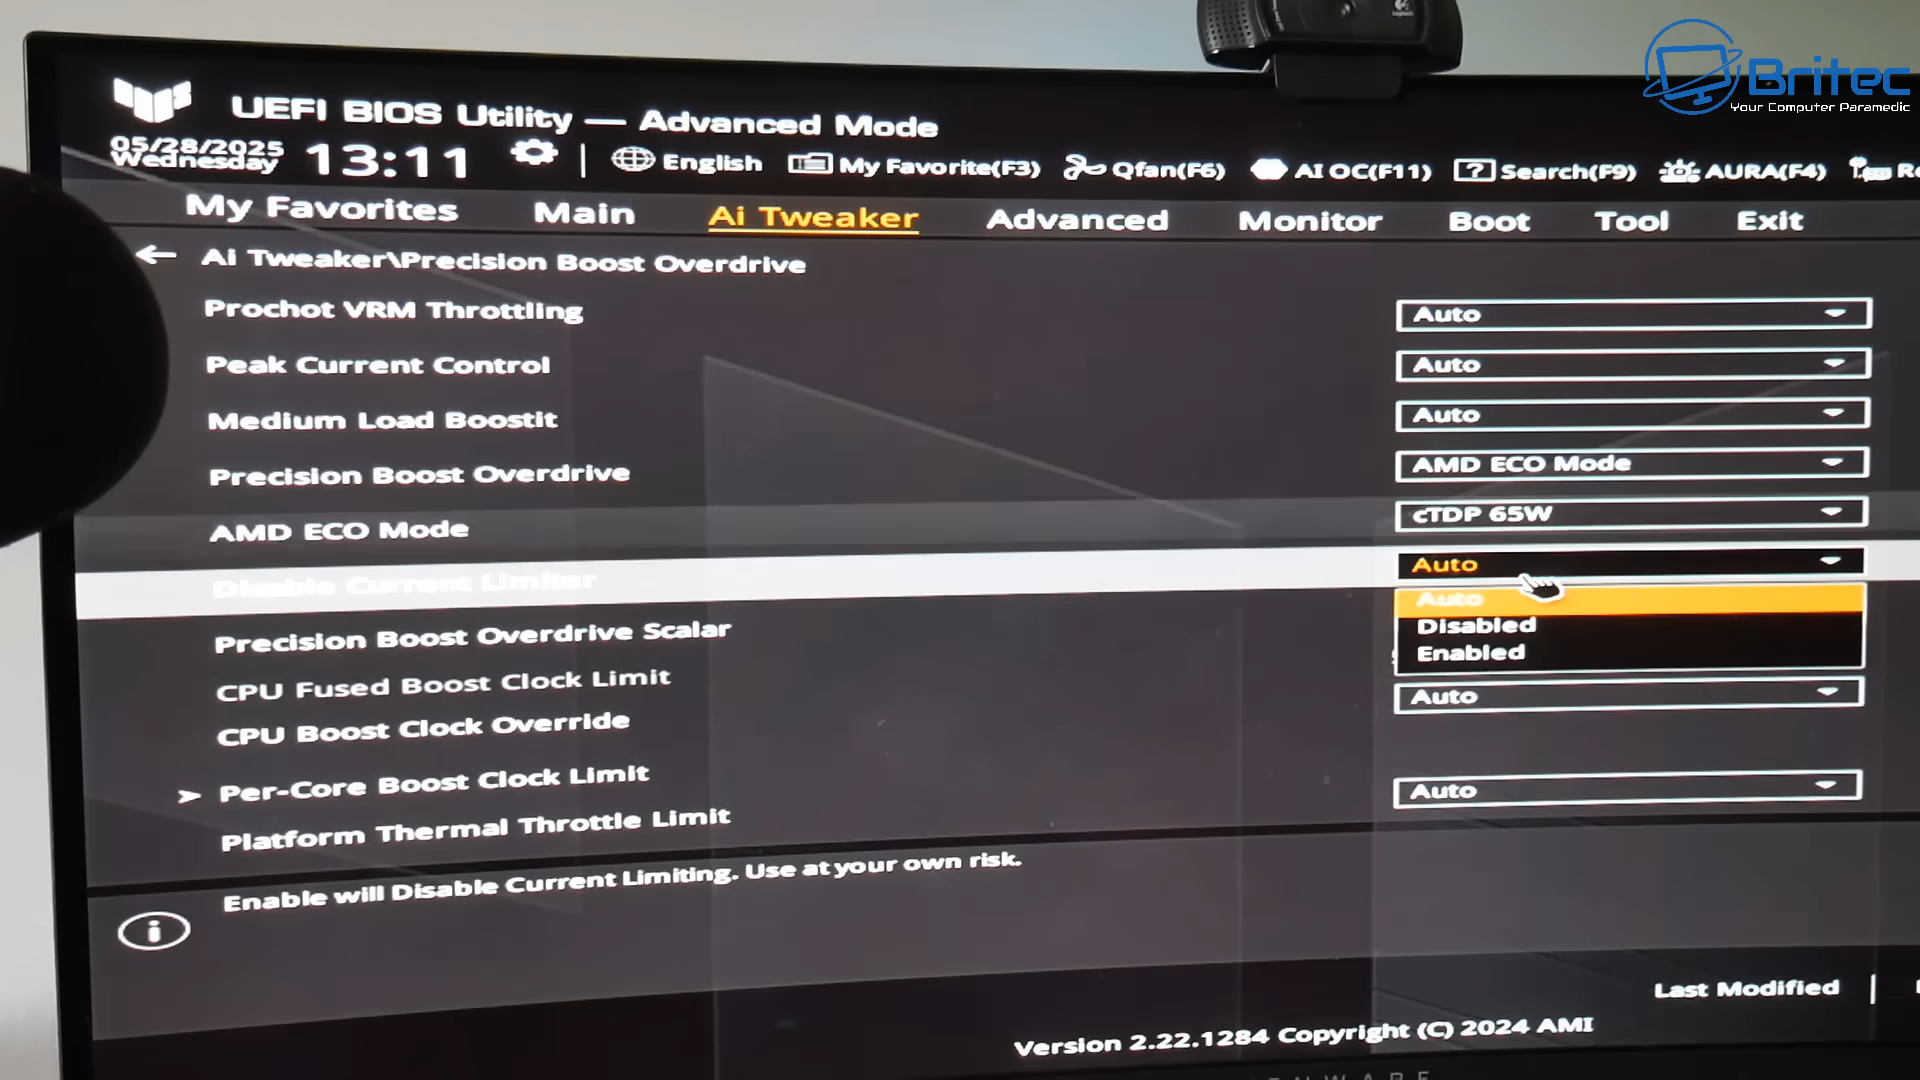 Britec
Your Computer Paramedic
UEFI BIOS Utility — Advanced Mode
05/28/2025
Wednesday
13:11
English
My Favorite(F3)
Qfan(F6)
AI OC(F11)
? Search(F9)
AURA(F4)
My Favorites
Main
Ai Tweaker
Advanced
Monitor
Boot
Tool
Exit
Ai Tweaker\Precision Boost Overdrive
Prochot VRM Throttling
Auto
Peak Current Control
Auto
Medium Load Boostit
Auto
Precision Boost Overdrive
AMD ECO Mode
AMD ECO Mode
cTDP 65W
Disable Current Limiter
Auto
Auto
Disabled
Enabled
Precision Boost Overdrive Scalar
CPU Fused Boost Clock Limit
CPU Boost Clock Override
Auto
Per-Core Boost Clock Limit
Platform Thermal Throttle Limit
Auto
Enable will Disable Current Limiting. Use at your own risk.
Last Modified
Version 2.22.1284 Copyright (C) 2024 AMI